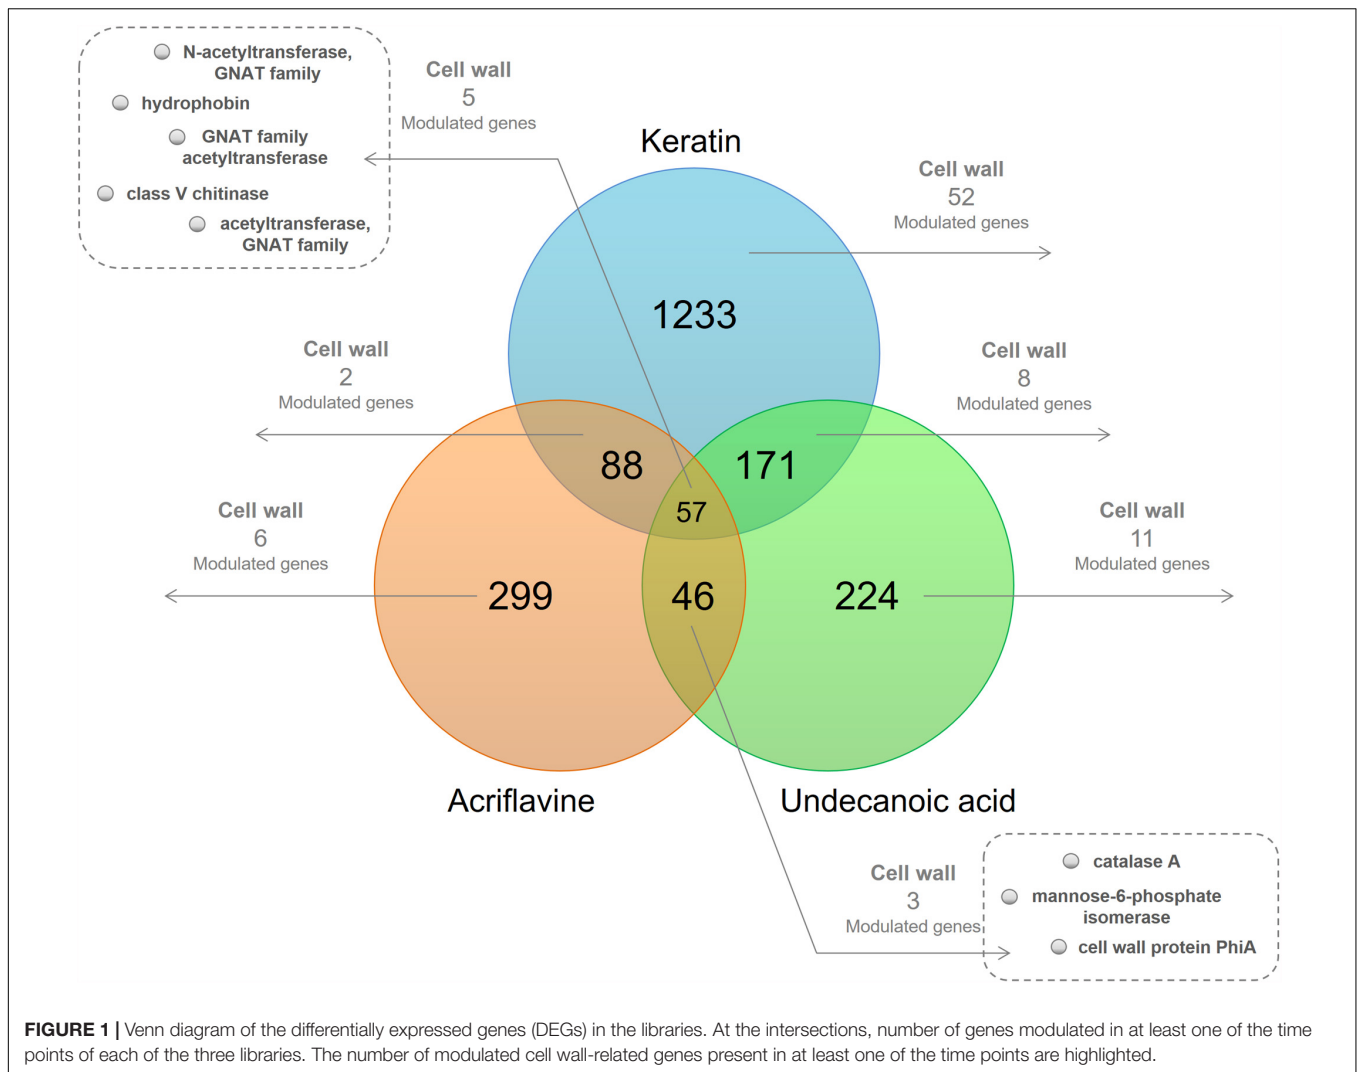 N-acetyltransferase,
GNAT family
hydrophobin
GNAT family
acetyltransferase
class V chitinase
acetyltransferase,
GNAT family
Cell wall
5
Modulated genes
Keratin
Cell wall
52
Modulated genes
1233
Cell wall
2
Modulated genes
Cell wall
8
Modulated genes
88
171
57
Cell wall
6
Modulated genes
Cell wall
11
Modulated genes
299
46
224
Acriflavine
Undecanoic acid
Cell wall
3
Modulated genes
catalase A
mannose-6-phosphate
isomerase
cell wall protein PhiA
FIGURE 1 | Venn diagram of the differentially expressed genes (DEGs) in the libraries. At the intersections, number of genes modulated in at least one of the time
points of each of the three libraries. The number of modulated cell wall-related genes present in at least one of the time points are highlighted.